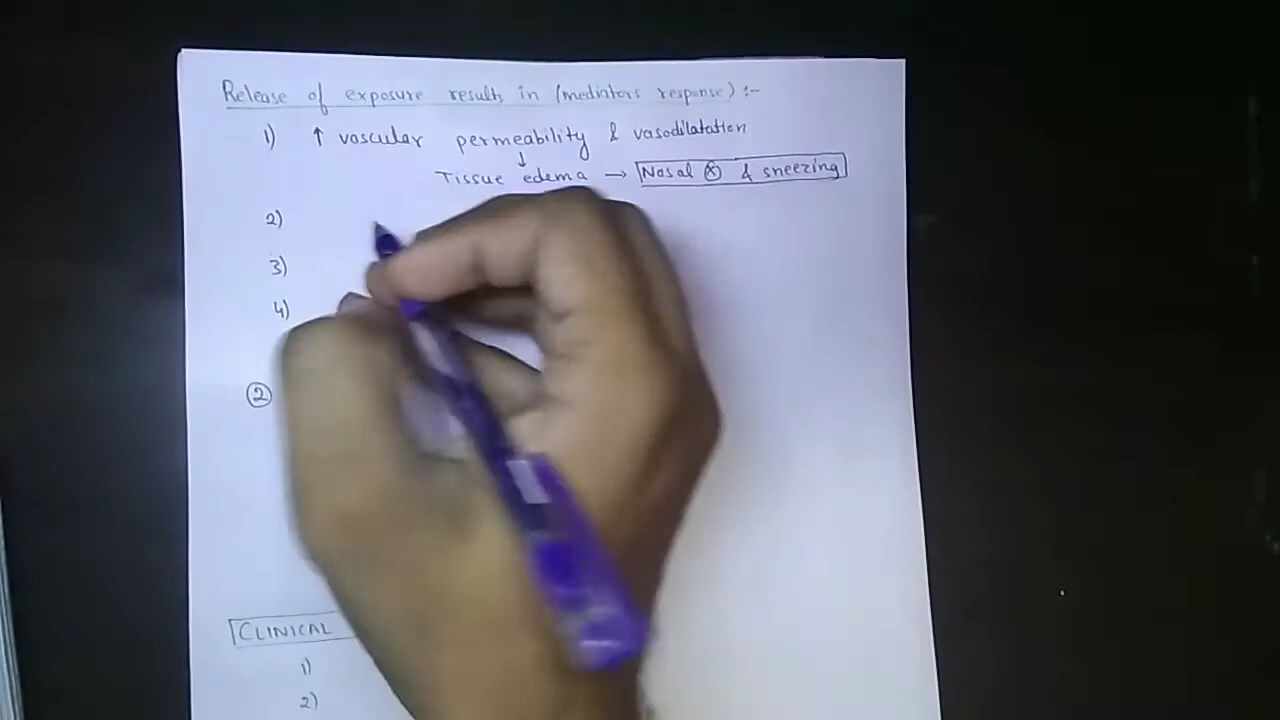 Release of exposure results in (mediators response) :-
1) ↑ vascular permeability & vasodilatation
↓
Tissue edema → Nasal ⊗ & sneezing
2)
3)
4)
②
CLINICAL
1)
2)